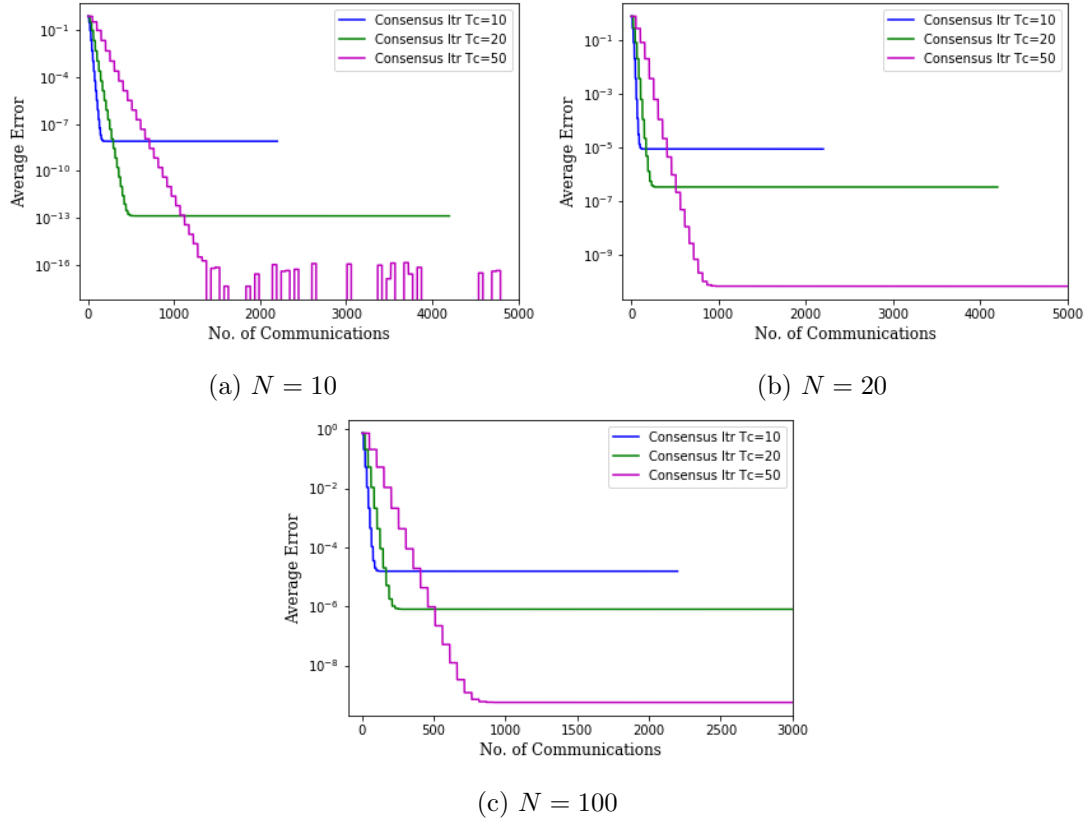 Consensus Itr Tc=10
Consensus Itr Tc=20
Consensus Itr Tc=50
Average Error
10^{-1}
10^{-4}
10^{-7}
10^{-10}
10^{-13}
10^{-16}
0 1000 2000 3000 4000 5000
No. of Communications
(a) N = 10
Consensus Itr Tc=10
Consensus Itr Tc=20
Consensus Itr Tc=50
Average Error
10^{-1}
10^{-3}
10^{-5}
10^{-7}
10^{-9}
0 1000 2000 3000 4000 5000
No. of Communications
(b) N = 20
Consensus Itr Tc=10
Consensus Itr Tc=20
Consensus Itr Tc=50
Average Error
10^{0}
10^{-2}
10^{-4}
10^{-6}
10^{-8}
0 500 1000 1500 2000 2500 3000
No. of Communications
(c) N = 100